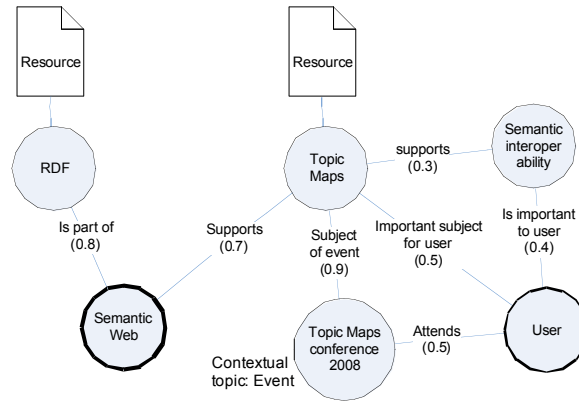 Resource
Resource
RDF
Topic
Maps
supports
(0.3)
Semantic
interoper
ability
Is part of
(0.8)
Supports
(0.7)
Subject
of event
(0.9)
Important subject
for user
(0.5)
Is important
to user
(0.4)
Semantic
Web
Topic Maps
conference
2008
Attends
(0.5)
User
Contextual
topic: Event